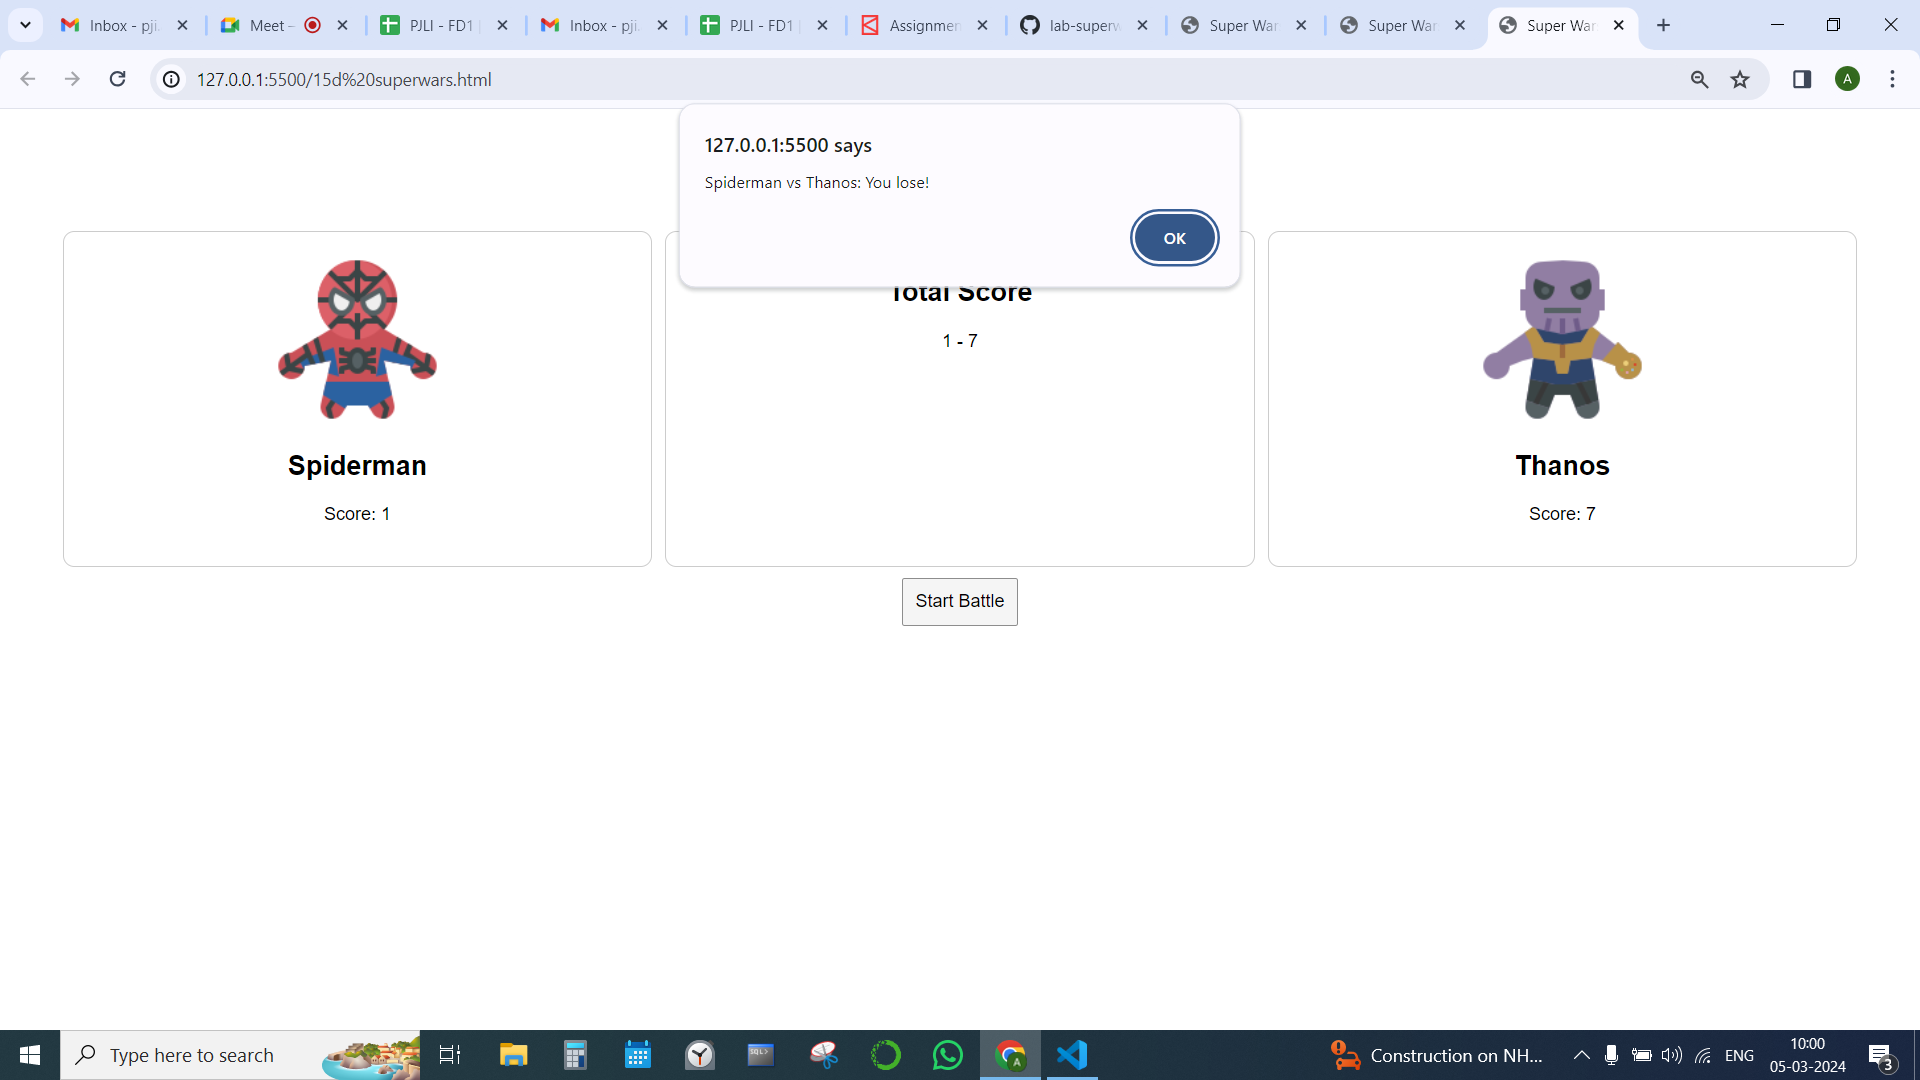 Inbox - pji.
Meet –
PJLI - FD1
Inbox - pji.
PJLI - FD1
Assignmen
lab-superw
Super War
Super War
Super War
127.0.0.1:5500/15d%20superwars.html
A
127.0.0.1:5500 says
Spiderman vs Thanos: You lose!
OK
Total Score
1 - 7
Spiderman
Score: 1
Thanos
Score: 7
Start Battle
Type here to search
SQL>
A
Construction on NH...
ENG
10:00
05-03-2024
3